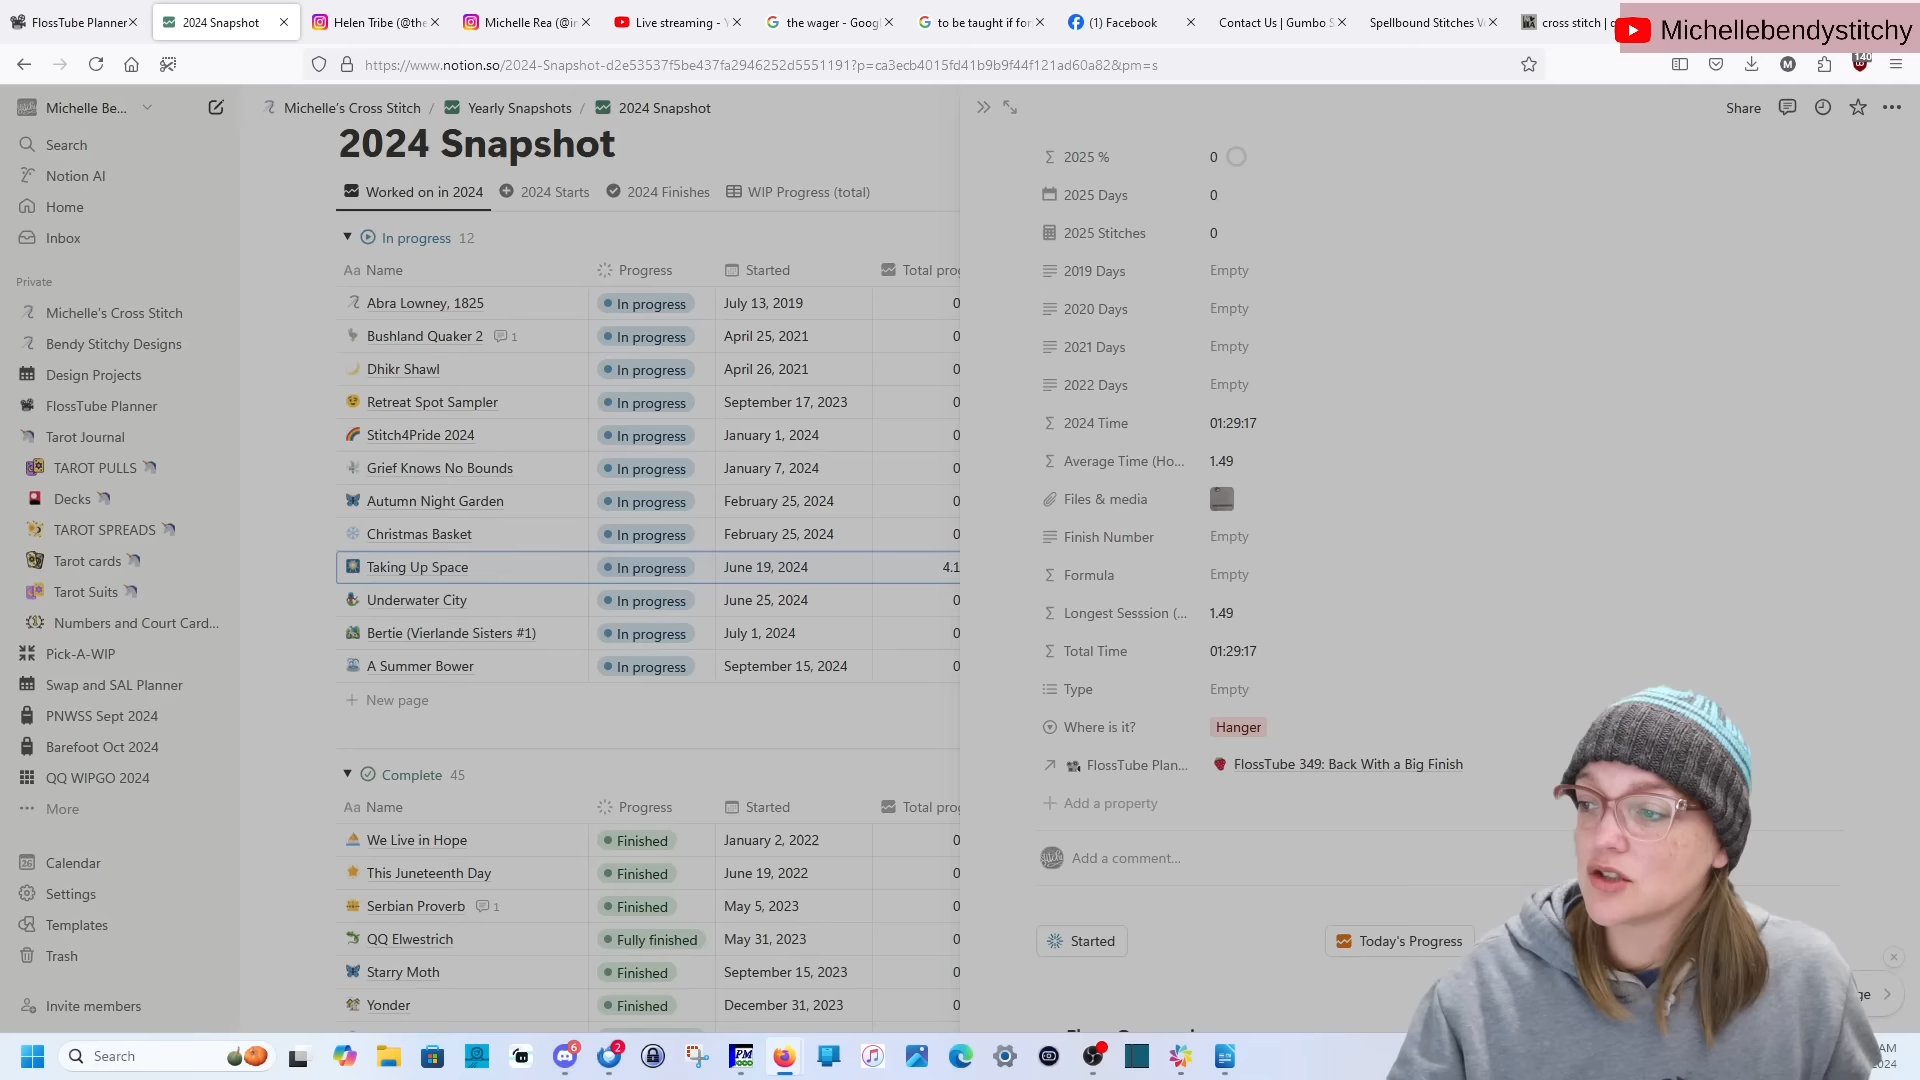 FlossTube Planner
2024 Snapshot
Helen Tribe (@the
Michelle Rea (@in
Live streaming - Y
the wager - Goog
to be taught if for
(1) Facebook
Contact Us | Gumbo S
Spellbound Stitches W
cross stitch |
Michellebendystitchy
https://www.notion.so/2024-Snapshot-d2e53537f5be437fa2946252d5551191?p=ca3ecb4015fd41b9b9f44f121ad60a82&pm=s
M
140
Michelle Be...
Michelle's Cross Stitch / Yearly Snapshots / 2024 Snapshot
Share
Search
Notion AI
Home
Inbox
Private
Michelle's Cross Stitch
Bendy Stitchy Designs
Design Projects
FlossTube Planner
Tarot Journal
TAROT PULLS
Decks
TAROT SPREADS
Tarot cards
Tarot Suits
Numbers and Court Card...
Pick-A-WIP
Swap and SAL Planner
PNWSS Sept 2024
Barefoot Oct 2024
QQ WIPGO 2024
More
Calendar
Settings
Templates
Trash
Invite members
2024 Snapshot
Worked on in 2024
2024 Starts
2024 Finishes
WIP Progress (total)
In progress 12
Aa Name Progress Started Total prog
Abra Lowney, 1825 In progress July 13, 2019 0
Bushland Quaker 2 1 In progress April 25, 2021 0
Dhikr Shawl In progress April 26, 2021 0
Retreat Spot Sampler In progress September 17, 2023 0
Stitch4Pride 2024 In progress January 1, 2024 0
Grief Knows No Bounds In progress January 7, 2024 0
Autumn Night Garden In progress February 25, 2024 0
Christmas Basket In progress February 25, 2024 0
Taking Up Space In progress June 19, 2024 4.1
Underwater City In progress June 25, 2024 0
Bertie (Vierlande Sisters #1) In progress July 1, 2024 0
A Summer Bower In progress September 15, 2024 0
New page
Complete 45
Aa Name Progress Started Total prog
We Live in Hope Finished January 2, 2022 0
This Juneteenth Day Finished June 19, 2022 0
Serbian Proverb 1 Finished May 5, 2023 0
QQ Elwestrich Fully finished May 31, 2023 0
Starry Moth Finished September 15, 2023 0
Yonder Finished December 31, 2023 0
2025 % 0
2025 Days 0
2025 Stitches 0
2019 Days Empty
2020 Days Empty
2021 Days Empty
2022 Days Empty
2024 Time 01:29:17
Average Time (Ho... 1.49
Files & media
Finish Number Empty
Formula Empty
Longest Sesssion (... 1.49
Total Time 01:29:17
Type Empty
Where is it? Hanger
FlossTube Plan... FlossTube 349: Back With a Big Finish
Add a property
Add a comment...
Started
Today's Progress
ge
Search
6
2
PM
AM
2024